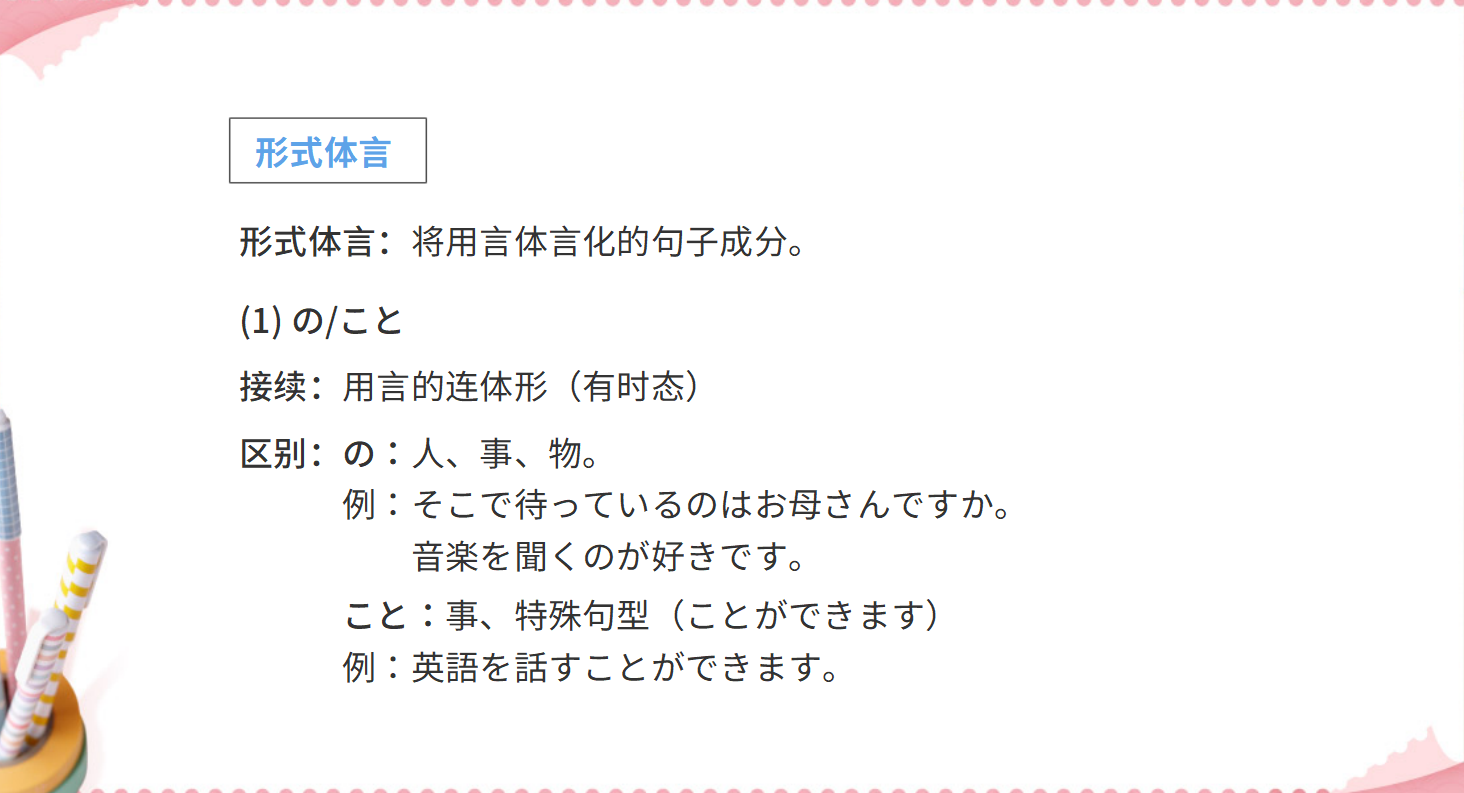 形式体言
形式体言：将用言体言化的句子成分。
(1) の/こと
接续：用言的连体形（有时态）
区别：の：人、事、物。
例：そこで待っているのはお母さんですか。
音楽を聞くのが好きです。
こと：事、特殊句型（ことができます）
例：英語を話すことができます。